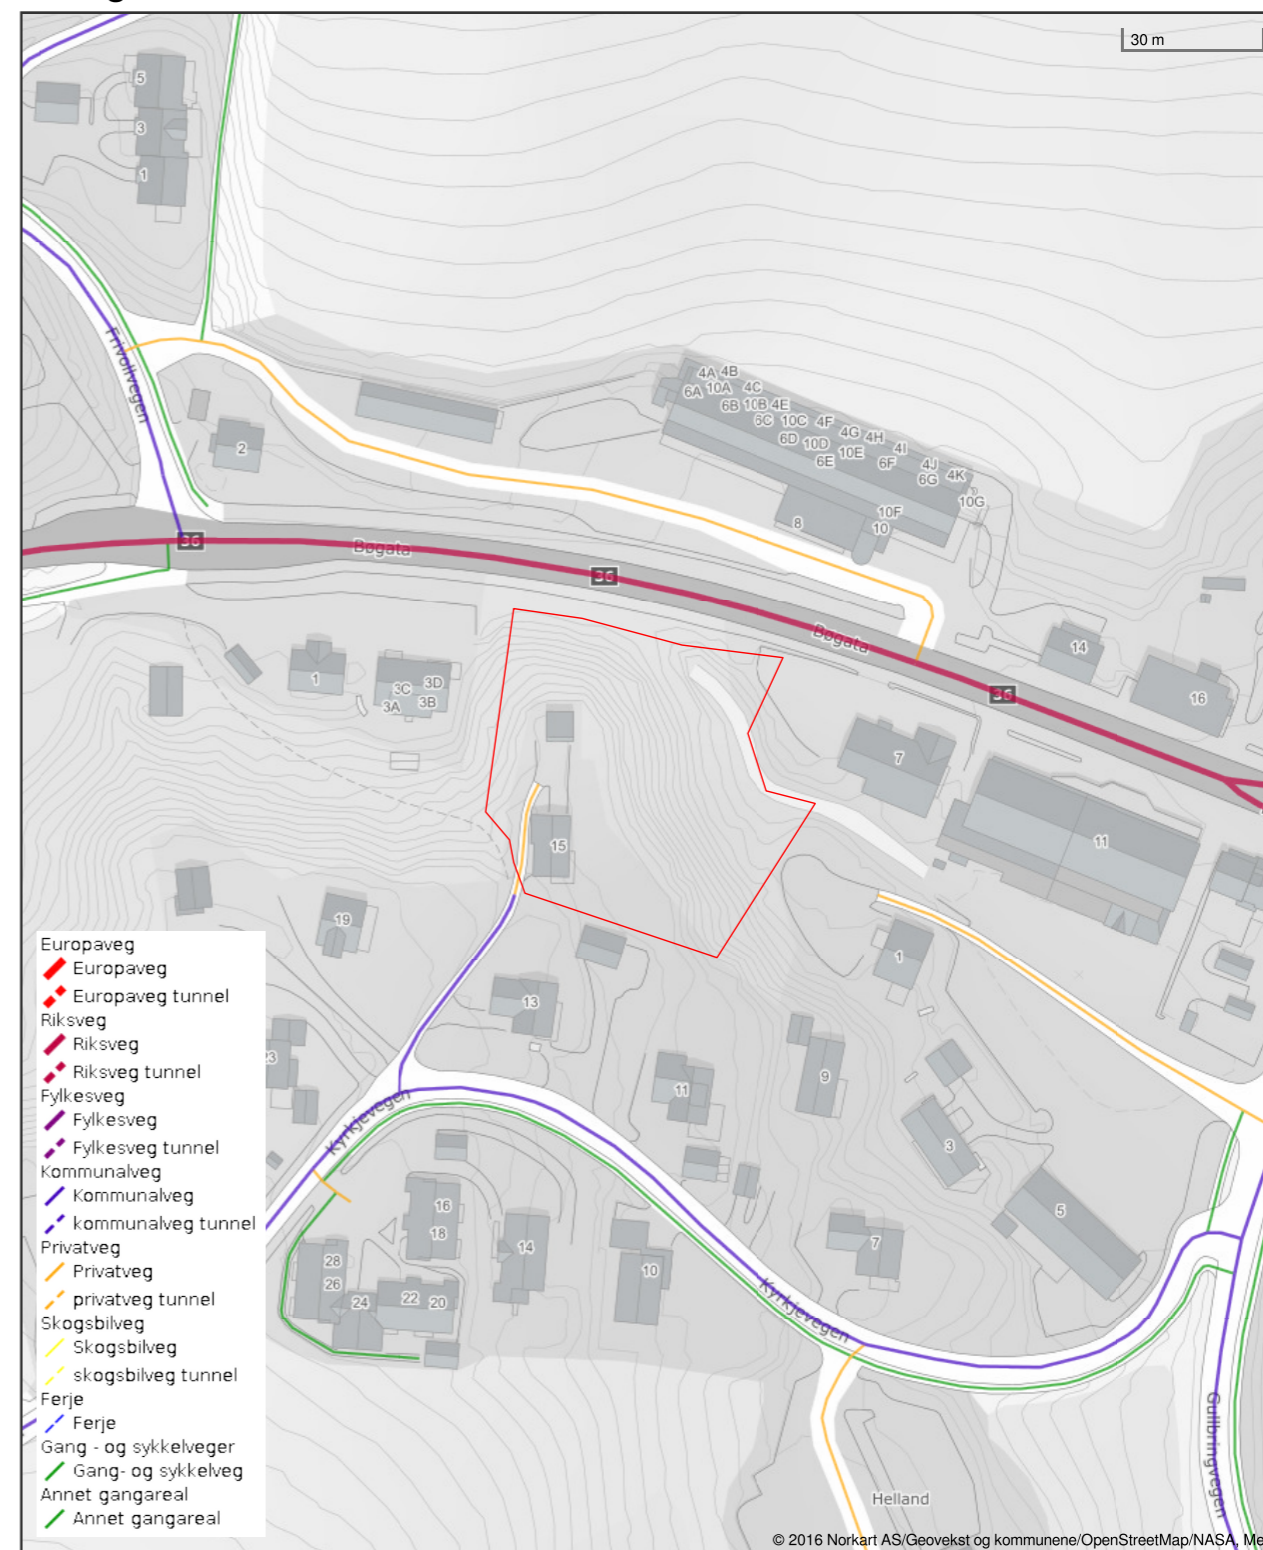 30 m
5
3
1
Frivollvegen
2
4A 4B
6A 10A 4C
6B 10B 4E
6C 10C 4F
6D 10D 4G 4H
6E 10E 4I
6F 4J
6G 4K
10G
10F
8 10
36
Bøgata
36
Bøgata
36
14
16
1
3C 3D
3A 3B
7
11
15
19
1
13
23
11
9
3
5
Kyrkjevegen
16
18
14
28
26
24 22 20
10
7
Kyrkjevegen
Gullbringvegen
Helland
Europaveg
Europaveg
Europaveg tunnel
Riksveg
Riksveg
Riksveg tunnel
Fylkesveg
Fylkesveg
Fylkesveg tunnel
Kommunalveg
Kommunalveg
kommunalveg tunnel
Privatveg
Privatveg
privatveg tunnel
Skogsbilveg
Skogsbilveg
skogsbilveg tunnel
Ferje
Ferje
Gang - og sykkelveger
Gang- og sykkelveg
Annet gangareal
Annet gangareal
© 2016 Norkart AS/Geovekst og kommunene/OpenStreetMap/NASA, Me